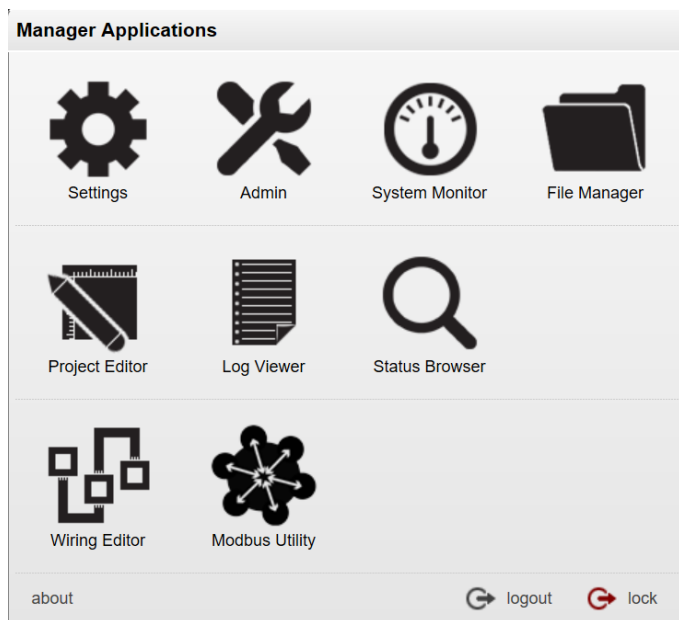 Manager Applications
Settings Admin System Monitor File Manager
Project Editor Log Viewer Status Browser
Wiring Editor Modbus Utility
about logout lock